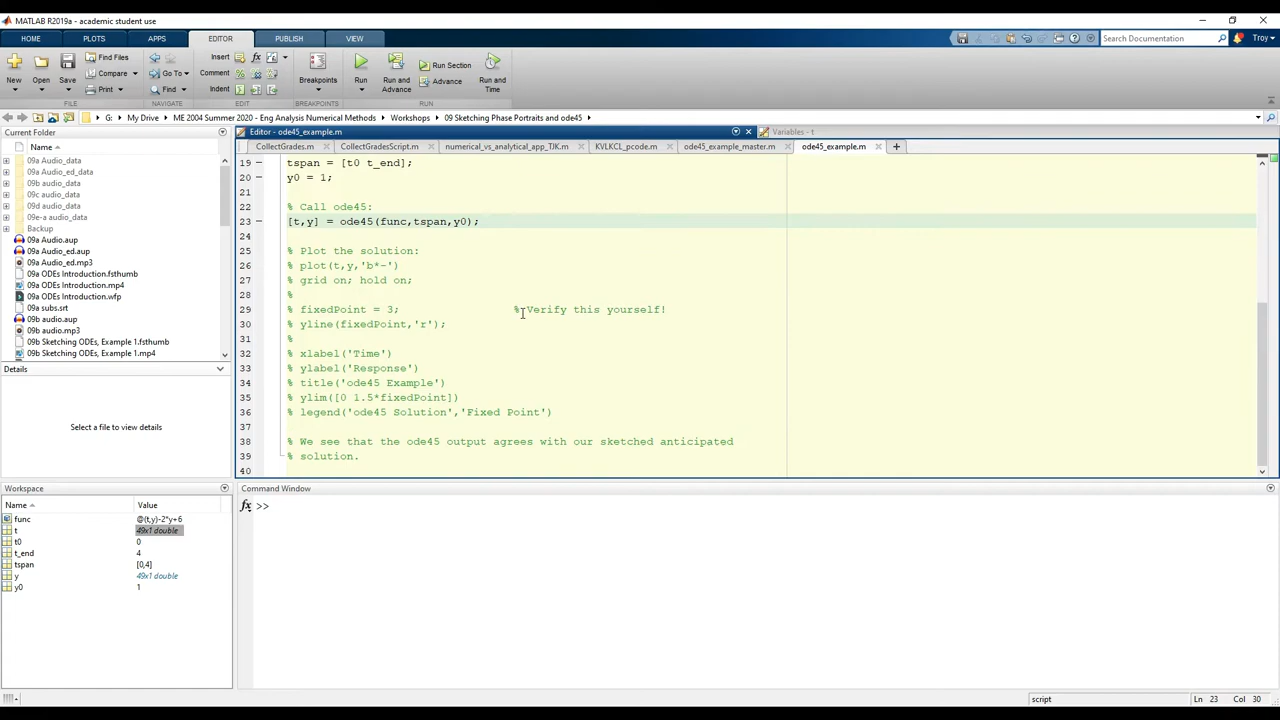 MATLAB R2019a - academic student use
HOME PLOTS APPS EDITOR PUBLISH VIEW
Search Documentation
Troy
New
Open
Save
Find Files
Compare
Print
Go To
Find
Insert
Comment
Indent
Breakpoints
Run
Run and Advance
Run Section
Advance
Run and Time
FILE NAVIGATE EDIT BREAKPOINTS RUN
G: My Drive ME 2004 Summer 2020 - Eng Analysis Numerical Methods Workshops 09 Sketching Phase Portraits and ode45
Current Folder
Name
09a Audio_data
09a Audio_ed_data
09b audio_data
09c audio_data
09d audio_data
09e-a audio_data
Backup
09a Audio.aup
09a Audio_ed.aup
09a Audio_ed.mp3
09a ODEs Introduction.fsthumb
09a ODEs Introduction.mp4
09a ODEs Introduction.wfp
09a subs.srt
09b audio.aup
09b audio.mp3
09b Sketching ODEs, Example 1.fsthumb
09b Sketching ODEs, Example 1.mp4
Details
Select a file to view details
Workspace
Name Value
func @(t,y)-2*y+6
t 49x1 double
t0 0
t_end 4
tspan [0,4]
y 49x1 double
y0 1
Editor - ode45_example.m
Variables - t
CollectGrades.m CollectGradesScript.m numerical_vs_analytical_app_TJK.m KVLKCL_pcode.m ode45_example_master.m ode45_example.m
19 tspan = [t0 t_end];
20 y0 = 1;
21
22 % Call ode45:
23 [t,y] = ode45(func,tspan,y0);
24
25 % Plot the solution:
26 % plot(t,y,'b*-')
27 % grid on; hold on;
28 %
29 % fixedPoint = 3; % Verify this yourself!
30 % yline(fixedPoint,'r');
31 %
32 % xlabel('Time')
33 % ylabel('Response')
34 % title('ode45 Example')
35 % ylim([0 1.5*fixedPoint])
36 % legend('ode45 Solution','Fixed Point')
37
38 % We see that the ode45 output agrees with our sketched anticipated
39 % solution.
40
Command Window
fx >>
script Ln 23 Col 30